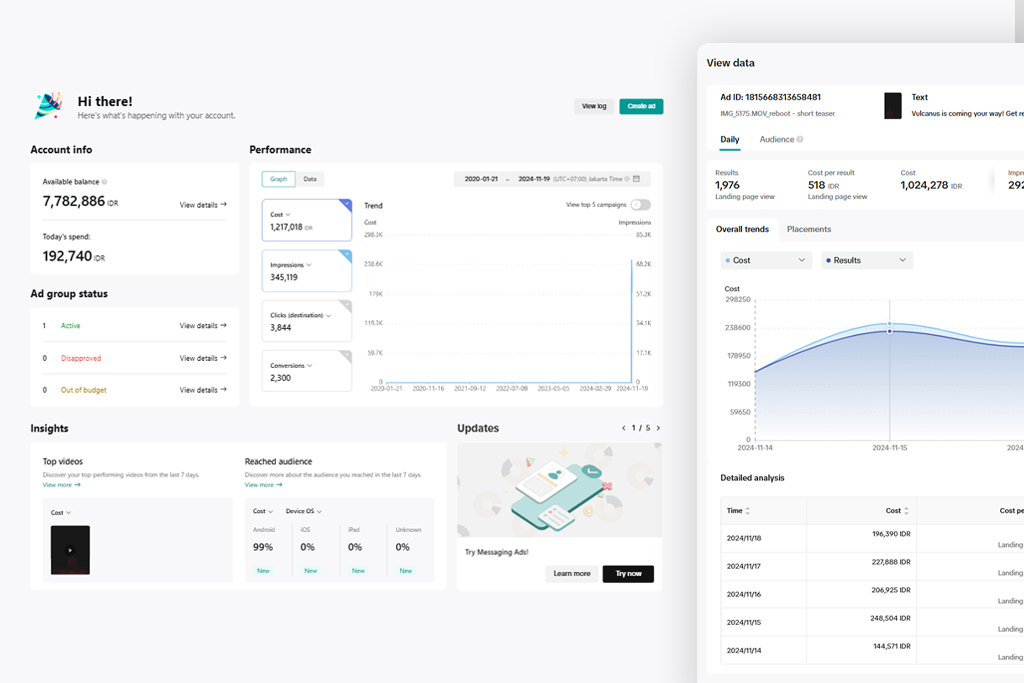 Hi there!
Here's what's happening with your account.
View log
Create ad
Account info
Available balance
7,782,886 IDR
View details →
Today's spend:
192,740 IDR
Ad group status
1 Active View details →
0 Disapproved View details →
0 Out of budget View details →
Performance
Graph Data
2020-01-21 – 2024-11-19 (UTC+07:00) Jakarta Time
Cost
1,217,018 IDR
Impressions
345,119
Clicks (destination)
3,844
Conversions
2,300
Trend
View top 5 campaigns
Cost Impressions
298.3K 85.3K
238.6K 68.2K
179K 51.2K
119.3K 34.1K
59.7K 17.1K
0 0
2020-01-21 2020-11-16 2021-09-12 2022-07-09 2023-05-05 2024-02-29 2024-11-19
Insights
Top videos
Discover your top performing videos from the last 7 days.
View more →
Cost
Reached audience
Discover more about the audience you reached in the last 7 days.
View more →
Cost Device OS
Android iOS iPad Unknown
99% 0% 0% 0%
New New New New
Updates
1 / 5
Try Messaging Ads!
Learn more
Try now
View data
Ad ID: 1815668313658481
IMG_5175.MOV_reboot - short teaser
Text
Vulcanus is coming your way! Get re
Daily Audience
Results
1,976
Landing page view
Cost per result
518 IDR
Landing page view
Cost
1,024,278 IDR
Impre
292
Overall trends Placements
Cost
Results
Cost
298250
238600
178950
119300
59650
0
2024-11-14 2024-11-15 2024
Detailed analysis
Time Cost Cost pe
2024/11/18 196,390 IDR
Landing
2024/11/17 227,888 IDR
Landing
2024/11/16 206,925 IDR
Landing
2024/11/15 248,504 IDR
Landing
2024/11/14 144,571 IDR
Landing